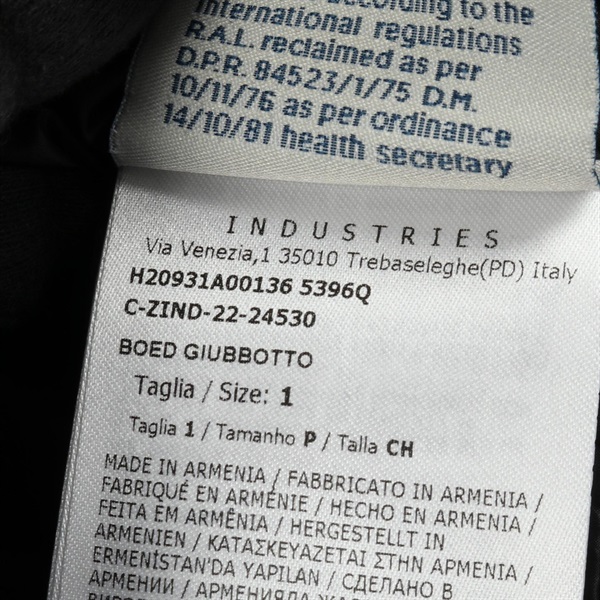 according to the
international regulations
R.A.L. reclaimed as per
D.P.R. 84523/1/75 D.M.
10/11/76 as per ordinance
14/10/81 health secretary
INDUSTRIES
Via Venezia,1 35010 Trebaseleghe(PD) Italy
H20931A00136 5396Q
C-ZIND-22-24530
BOED GIUBBOTTO
Taglia / Size: 1
Taglia 1 / Tamanho P / Talla CH
MADE IN ARMENIA / FABBRICATO IN ARMENIA /
FABRIQUÉ EN ARMÉNIE / HECHO EN ARMENIA /
FEITA EM ARMÊNIA / HERGESTELLT IN
ARMENIEN / ΚΑΤΑΣΚΕΥΑΖΕΤΑΙ ΣΤΗΝ ΑΡΜΕΝΙΑ /
ERMENİSTAN'DA YAPILAN / СДЕЛАНО В
АРМЕНИИ / АРМЕНИЯДА